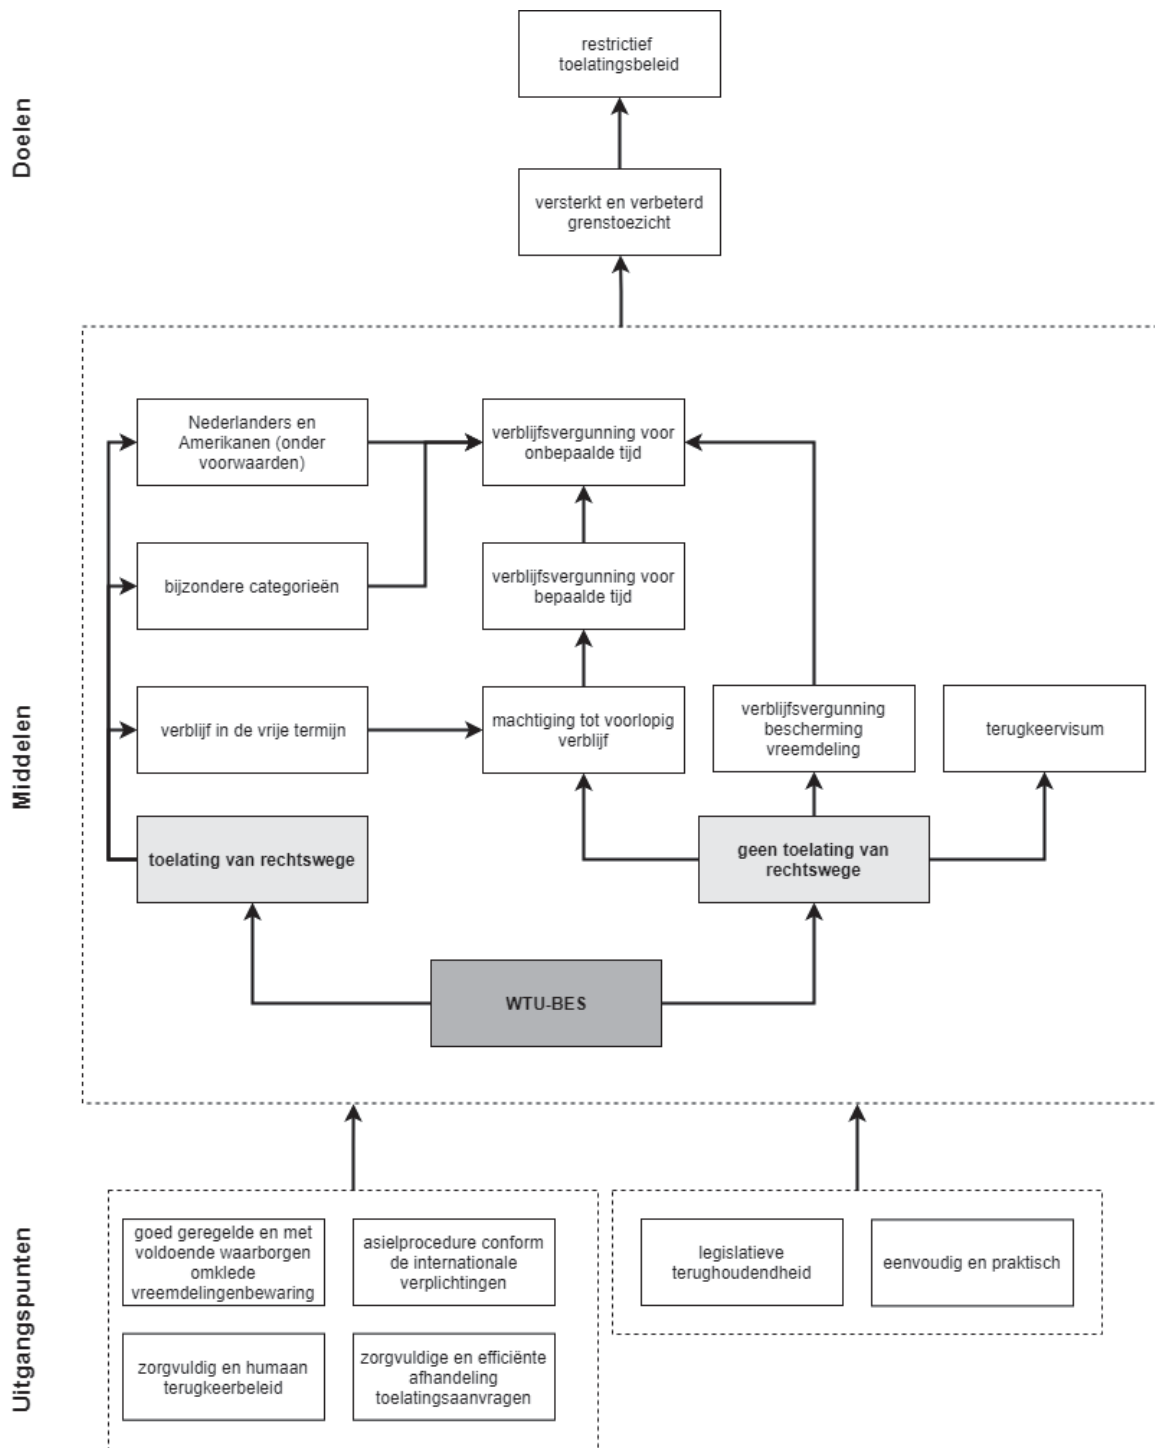 Doelen
restrictief
toelatingsbeleid
versterkt en verbeterd
grenstoezicht
Middelen
Nederlanders en
Amerikanen (onder
voorwaarden)
verblijfsvergunning voor
onbepaalde tijd
bijzondere categorieën
verblijfsvergunning voor
bepaalde tijd
verblijf in de vrije termijn
machtiging tot voorlopig
verblijf
verblijfsvergunning
bescherming
vreemdeling
terugkeervisum
toelating van rechtswege
geen toelating van
rechtswege
WTU-BES
Uitgangspunten
goed geregelde en met
voldoende waarborgen
omklede
vreemdelingenbewaring
asielprocedure conform
de internationale
verplichtingen
legislatieve
terughoudendheid
eenvoudig en praktisch
zorgvuldig en humaan
terugkeerbeleid
zorgvuldige en efficiënte
afhandeling
toelatingsaanvragen